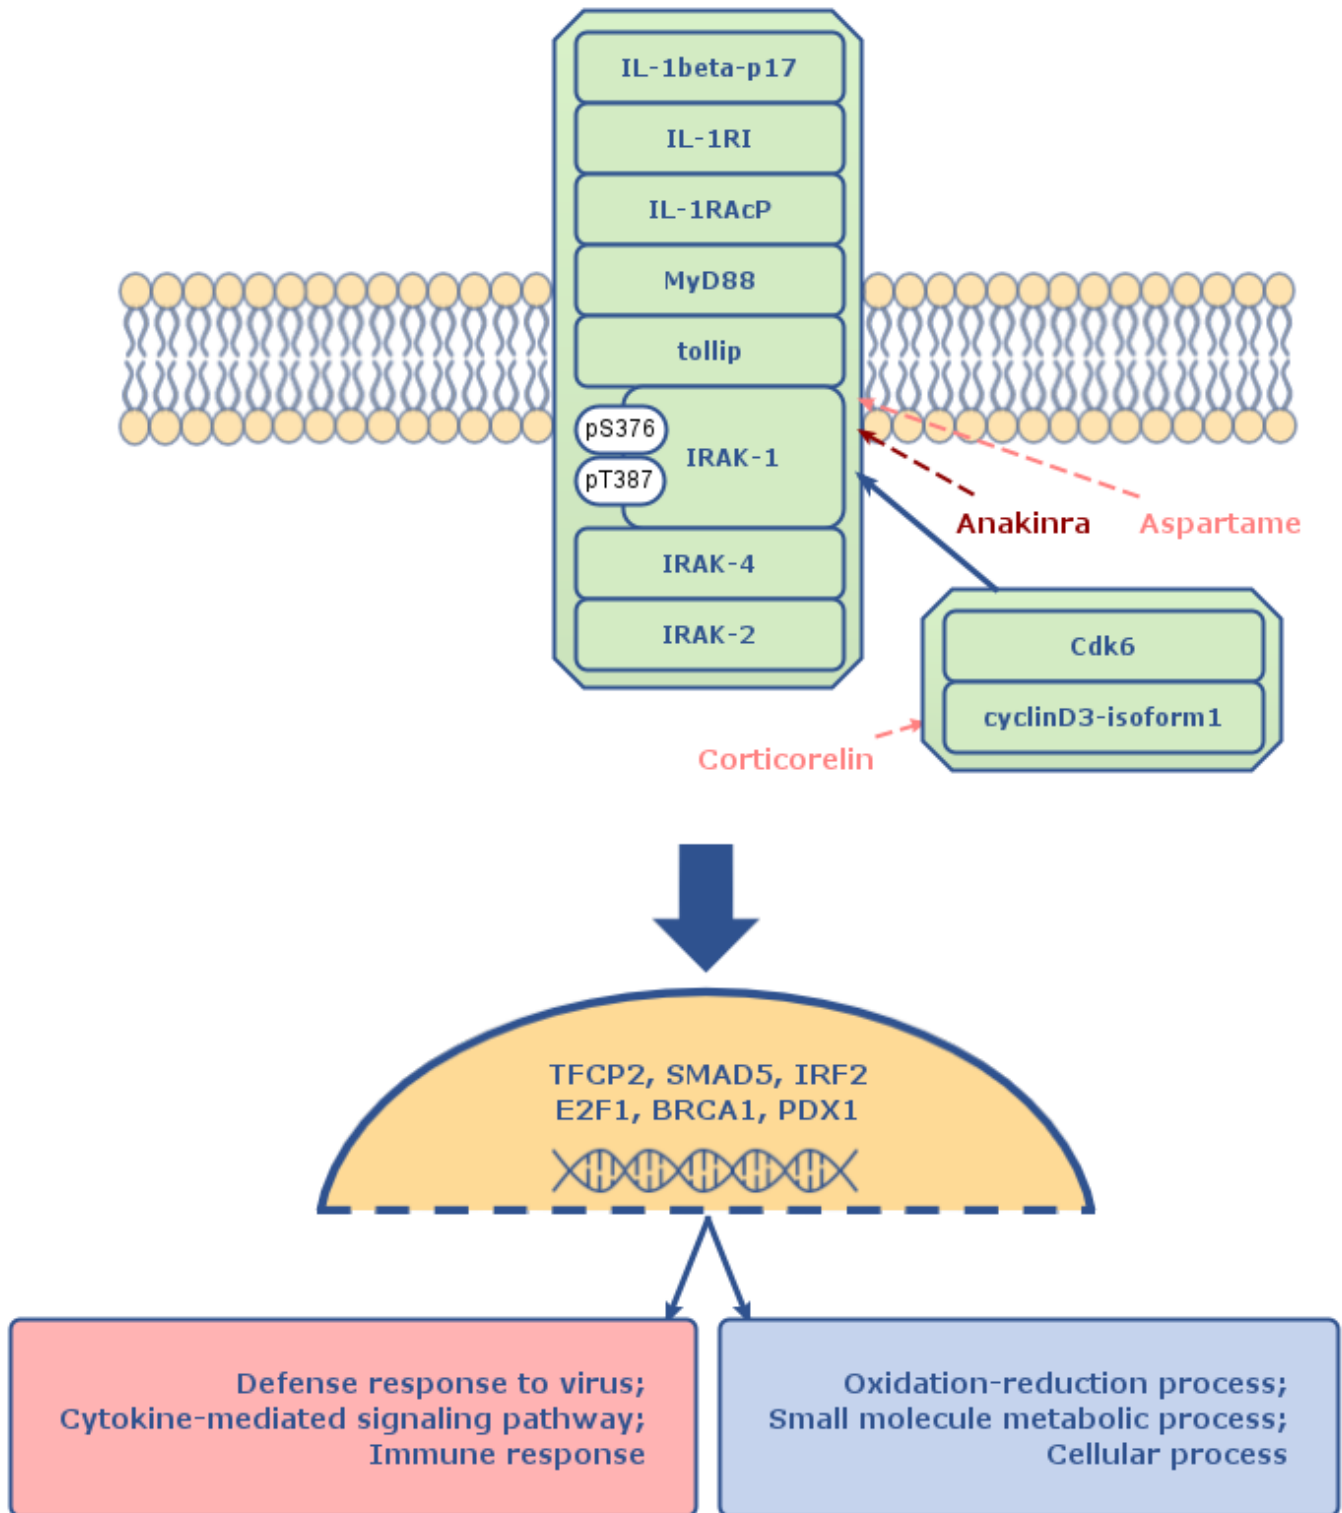 IL-1beta-p17
IL-1RI
IL-1RAcP
MyD88
tollip
pS376
IRAK-1
pT387
IRAK-4
IRAK-2
Anakinra
Aspartame
Cdk6
cyclinD3-isoform1
Corticorelin
TFCP2, SMAD5, IRF2
E2F1, BRCA1, PDX1
Defense response to virus;
Cytokine-mediated signaling pathway;
Immune response
Oxidation-reduction process;
Small molecule metabolic process;
Cellular process